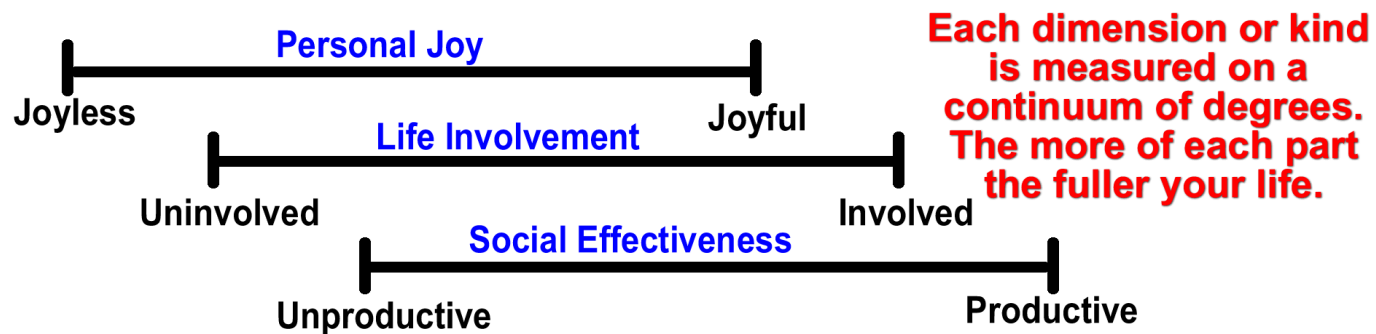 Personal Joy
Joyless
Joyful
Life Involvement
Uninvolved
Involved
Social Effectiveness
Unproductive
Productive
Each dimension or kind
is measured on a
continuum of degrees.
The more of each part
the fuller your life.